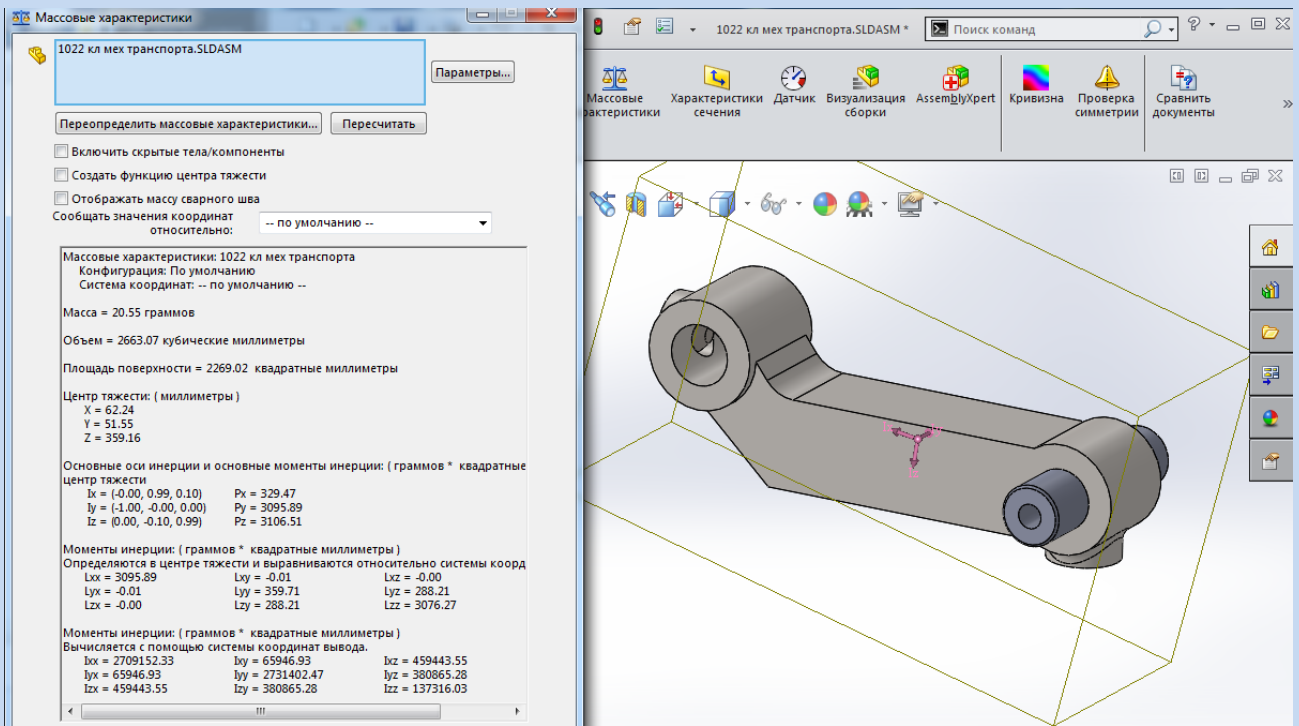 Массовые характеристики
1022 кл мех транспорта.SLDASM
Параметры...
Переопределить массовые характеристики...
Пересчитать
Включить скрытые тела/компоненты
Создать функцию центра тяжести
Отображать массу сварного шва
Сообщать значения координат относительно:
-- по умолчанию --
Массовые характеристики: 1022 кл мех транспорта
Конфигурация: По умолчанию
Система координат: -- по умолчанию --
Масса = 20.55 граммов
Объем = 2663.07 кубические миллиметры
Площадь поверхности = 2269.02 квадратные миллиметры
Центр тяжести: ( миллиметры )
X = 62.24
Y = 51.55
Z = 359.16
Основные оси инерции и основные моменты инерции: ( граммов * квадратные
центр тяжести
Ix = (-0.00, 0.99, 0.10) Px = 329.47
Iy = (-1.00, -0.00, 0.00) Py = 3095.89
Iz = (0.00, -0.10, 0.99) Pz = 3106.51
Моменты инерции: ( граммов * квадратные миллиметры )
Определяются в центре тяжести и выравниваются относительно системы коорд
Lxx = 3095.89 Lxy = -0.01 Lxz = -0.00
Lyx = -0.01 Lyy = 359.71 Lyz = 288.21
Lzx = -0.00 Lzy = 288.21 Lzz = 3076.27
Моменты инерции: ( граммов * квадратные миллиметры )
Вычисляется с помощью системы координат вывода.
Ixx = 2709152.33 Ixy = 65946.93 Ixz = 459443.55
Iyx = 65946.93 Iyy = 2731402.47 Iyz = 380865.28
Izx = 459443.55 Izy = 380865.28 Izz = 137316.03
1022 кл мех транспорта.SLDASM *
Поиск команд
Массовые
рактеристики
Характеристики
сечения
Датчик
Визуализация
сборки
AssemblyXpert
Кривизна
Проверка
симметрии
Сравнить
документы